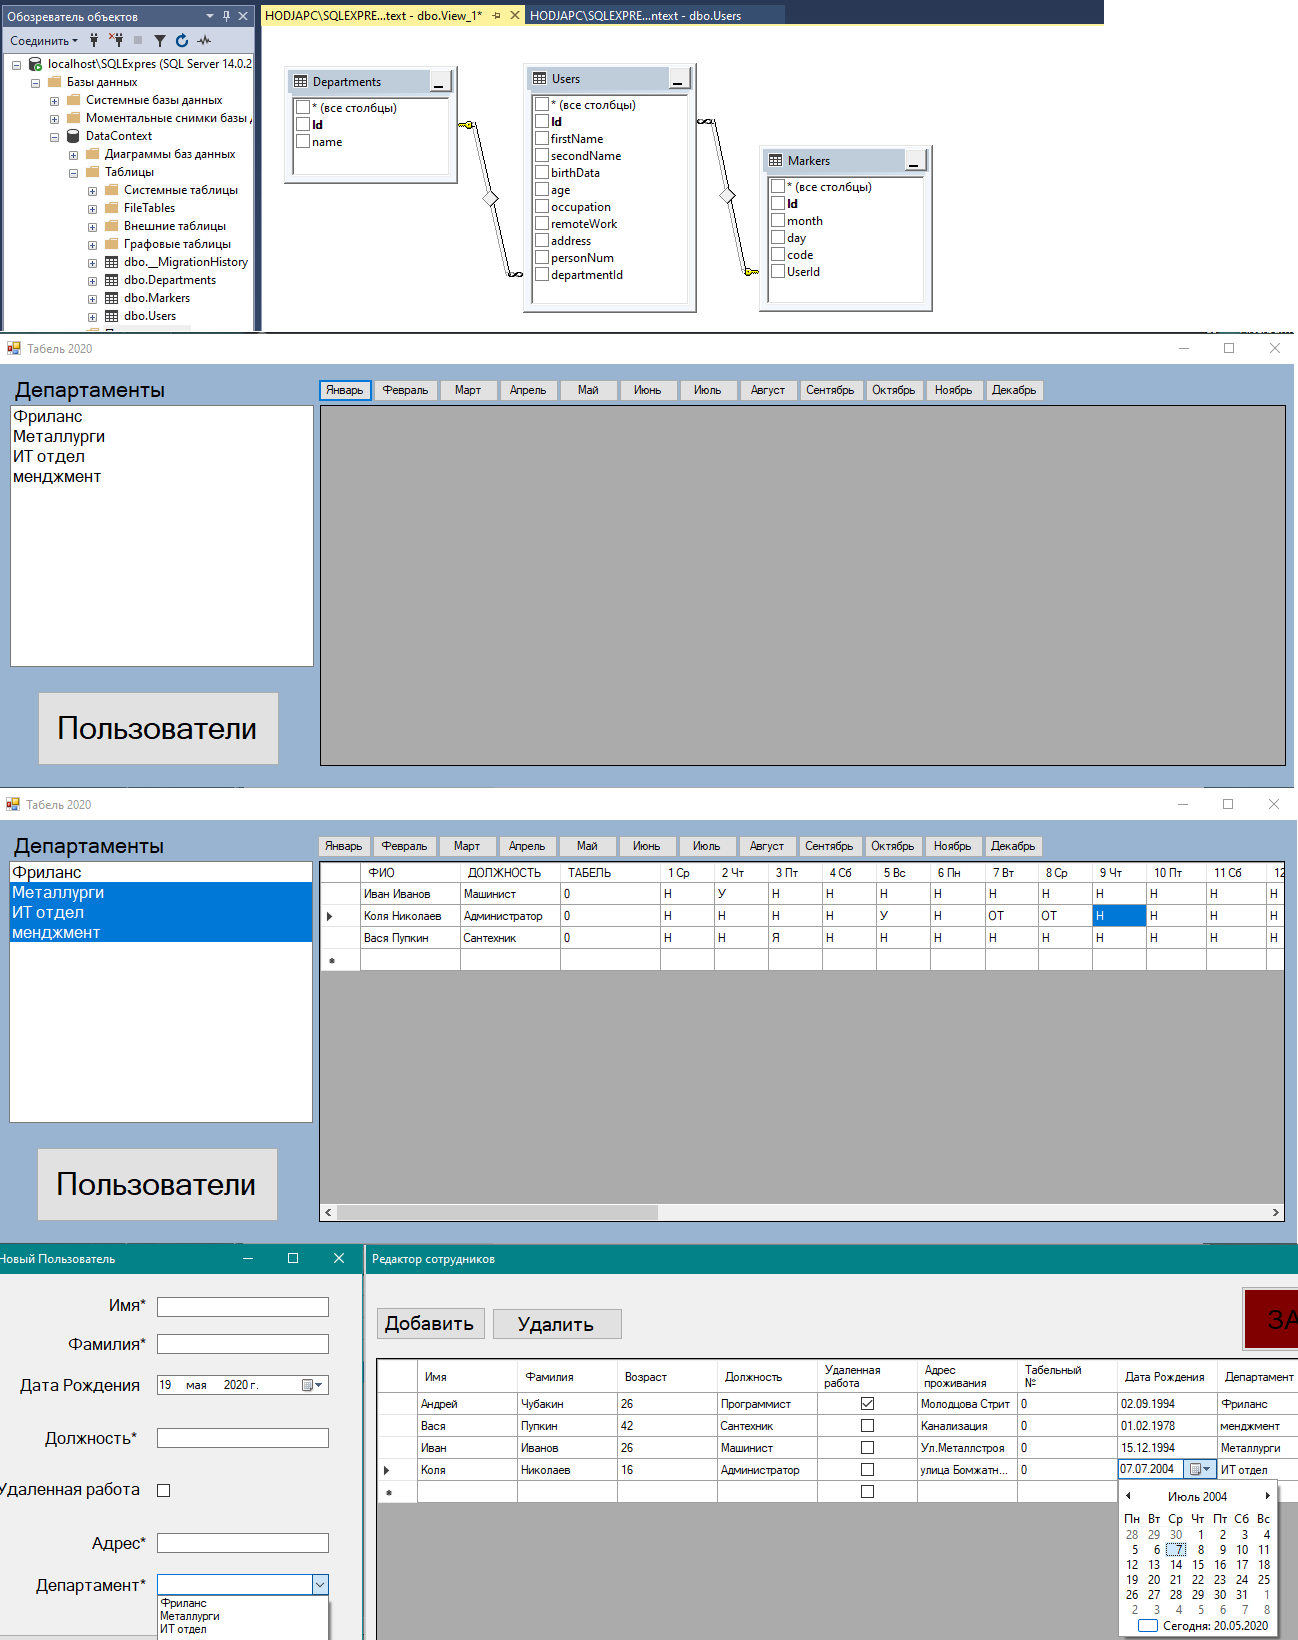 Обозреватель объектов
HODJAPC\SQLEXPRE...text - dbo.View_1*
HODJAPC\SQLEXPRE...ntext - dbo.Users
Соединить
localhost\SQLExpres (SQL Server 14.0.2
Базы данных
Системные базы данных
Моментальные снимки базы
DataContext
Диаграммы баз данных
Таблицы
Системные таблицы
FileTables
Внешние таблицы
Графовые таблицы
dbo.__MigrationHistory
dbo.Departments
dbo.Markers
dbo.Users
Departments
* (все столбцы)
Id
name
Users
* (все столбцы)
Id
firstName
secondName
birthData
age
occupation
remoteWork
address
personNum
departmentId
Markers
* (все столбцы)
Id
month
day
code
UserId
Табель 2020
Департаменты
Январь Февраль Март Апрель Май Июнь Июль Август Сентябрь Октябрь Ноябрь Декабрь
Фриланс
Металлурги
ИТ отдел
менджмент
Пользователи
Табель 2020
Департаменты
Январь Февраль Март Апрель Май Июнь Июль Август Сентябрь Октябрь Ноябрь Декабрь
Фриланс
Металлурги
ИТ отдел
менджмент
Пользователи
ФИО ДОЛЖНОСТЬ ТАБЕЛЬ 1 Ср 2 Чт 3 Пт 4 Сб 5 Вс 6 Пн 7 Вт 8 Ср 9 Чт 10 Пт 11 Сб 12
Иван Иванов Машинист 0 Н У Н Н Н Н Н Н Н Н Н Н
Коля Николаев Администратор 0 Н Н Н Н У Н ОТ ОТ Н Н Н Н
Вася Пупкин Сантехник 0 Н Н Я Н Н Н Н Н Н Н Н Н
Новый Пользователь
Имя*
Фамилия*
Дата Рождения 19 мая 2020 г.
Должность*
Удаленная работа
Адрес*
Департамент*
Фриланс
Металлурги
ИТ отдел
Редактор сотрудников
Добавить Удалить ЗА
Имя Фамилия Возраст Должность Удаленная работа Адрес проживания Табельный № Дата Рождения Департамент
Андрей Чубакин 26 Программист Молодцова Стрит 0 02.09.1994 Фриланс
Вася Пупкин 42 Сантехник Канализация 0 01.02.1978 менджмент
Иван Иванов 26 Машинист Ул.Металлстроя 0 15.12.1994 Металлурги
Коля Николаев 16 Администратор улица Бомжатн... 0 07.07.2004 ИТ отдел
Июль 2004
Пн Вт Ср Чт Пт Сб Вс
28 29 30 1 2 3 4
5 6 7 8 9 10 11
12 13 14 15 16 17 18
19 20 21 22 23 24 25
26 27 28 29 30 31 1
2 3 4 5 6 7 8
Сегодня: 20.05.2020